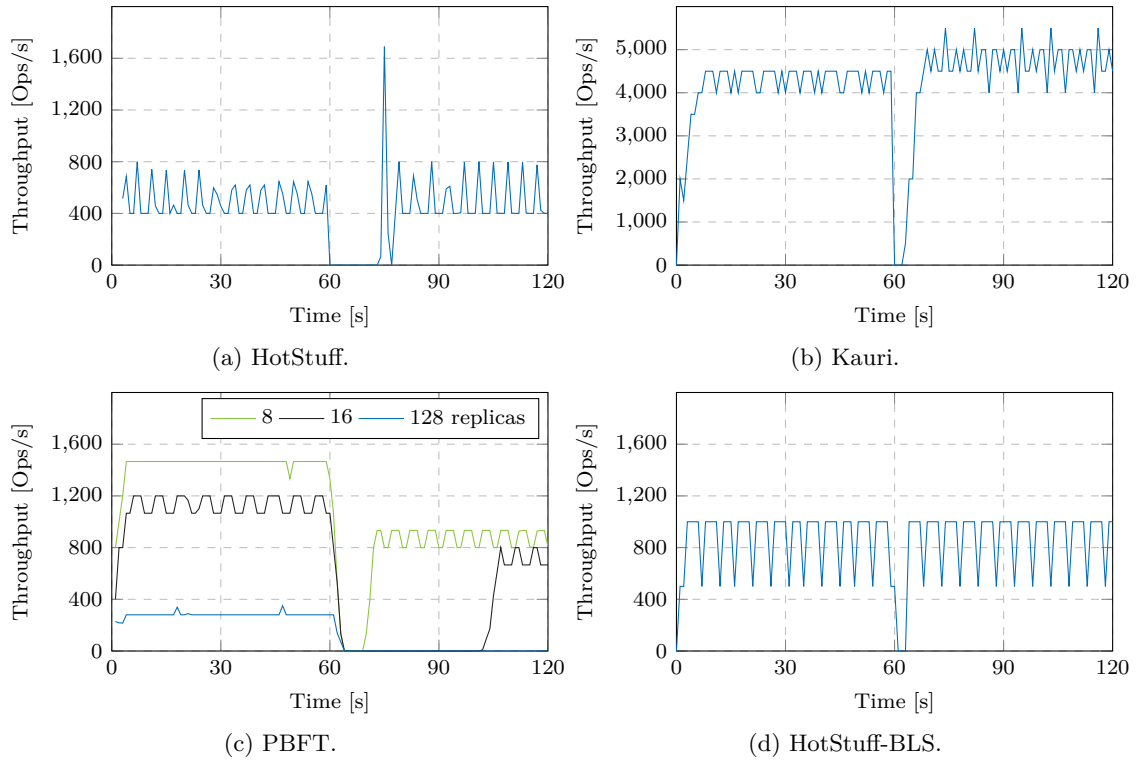 Throughput [Ops/s]
1,600
1,200
800
400
0
0 30 60 90 120
Time [s]
(a) HotStuff.
Throughput [Ops/s]
5,000
4,000
3,000
2,000
1,000
0
0 30 60 90 120
Time [s]
(b) Kauri.
Throughput [Ops/s]
8 16 128 replicas
1,600
1,200
800
400
0
0 30 60 90 120
Time [s]
(c) PBFT.
Throughput [Ops/s]
1,600
1,200
800
400
0
0 30 60 90 120
Time [s]
(d) HotStuff-BLS.